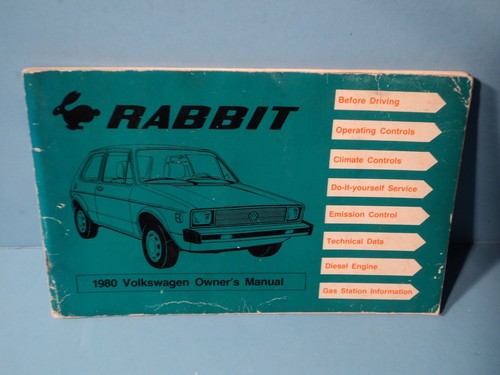 RABBIT
Before Driving
Operating Controls
Climate Controls
Do-it-yourself Service
Emission Control
Technical Data
Diesel Engine
Gas Station Information
1980 Volkswagen Owner's Manual